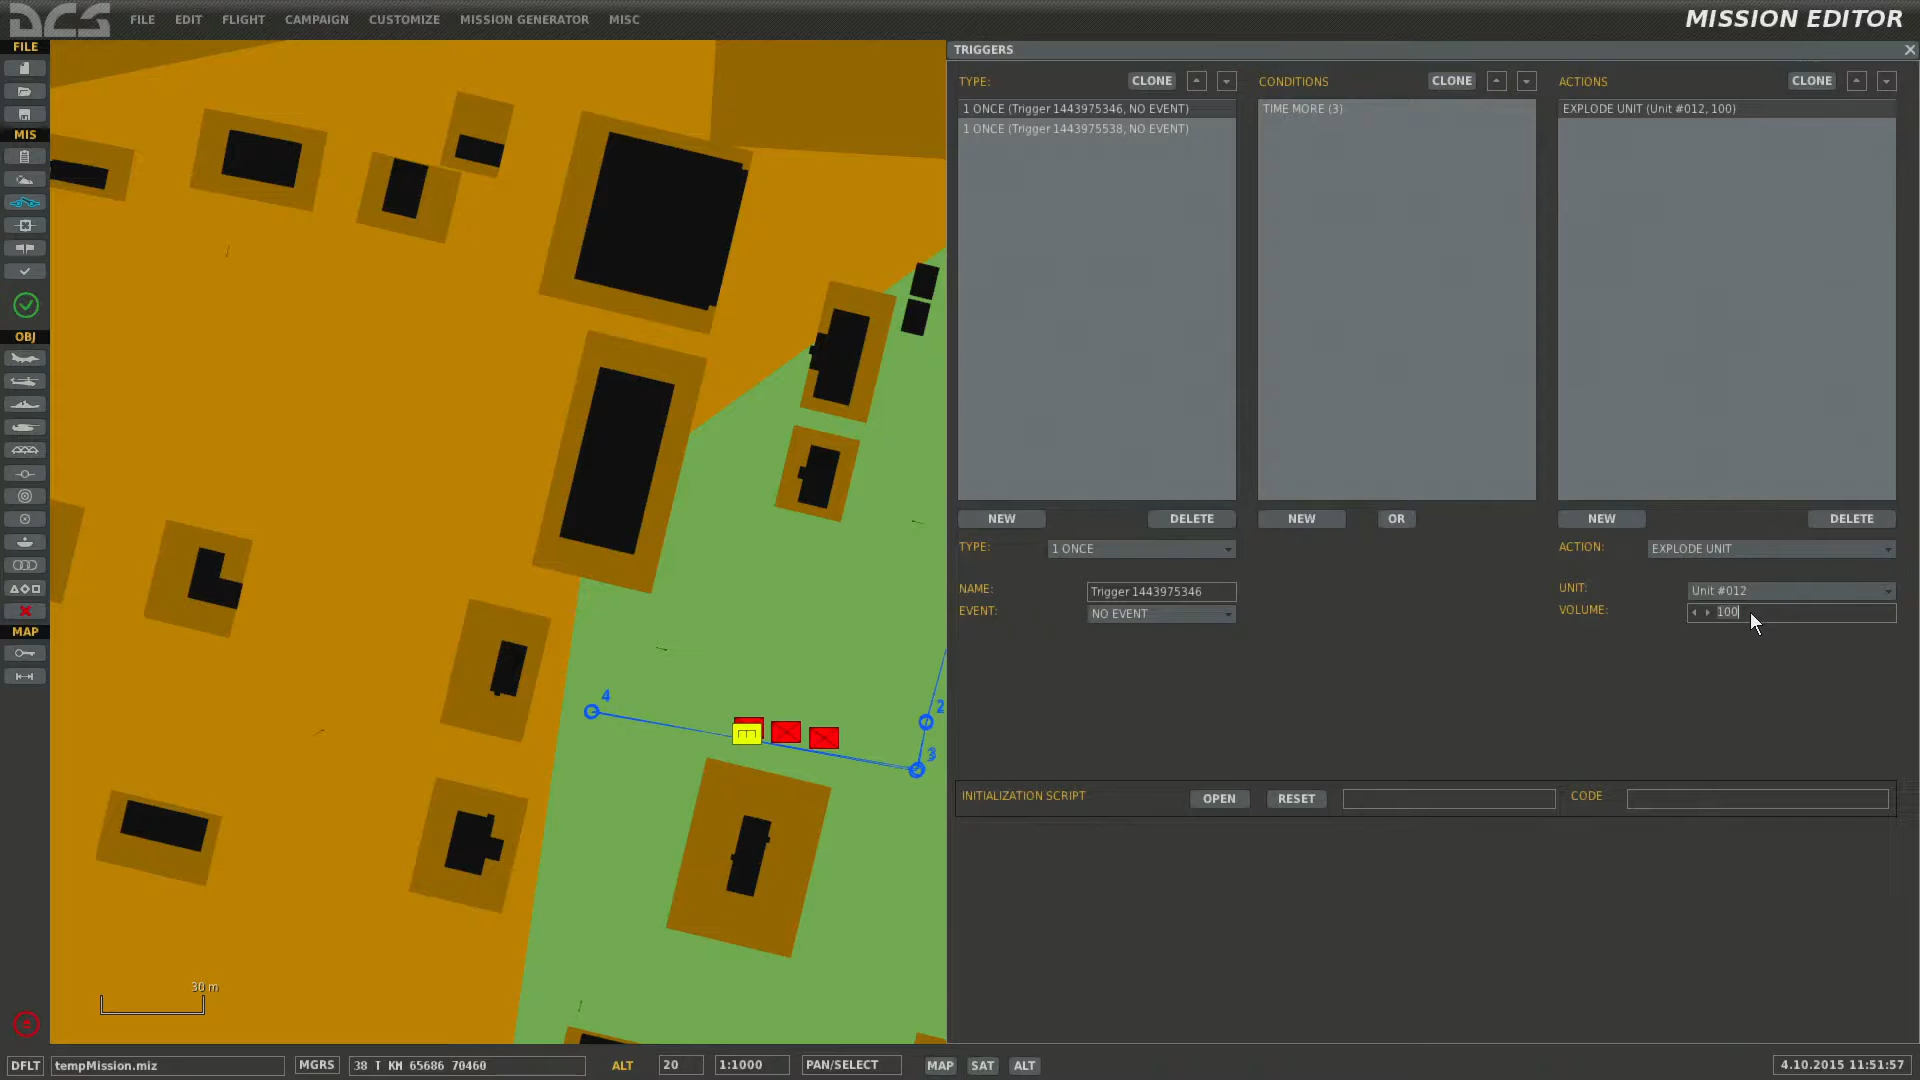 DCS FILE EDIT FLIGHT CAMPAIGN CUSTOMIZE MISSION GENERATOR MISC MISSION EDITOR
FILE
MIS
OBJ
MAP
TRIGGERS
TYPE: CLONE
1 ONCE (Trigger 1443975346, NO EVENT)
1 ONCE (Trigger 1443975538, NO EVENT)
NEW DELETE
TYPE: 1 ONCE
NAME: Trigger 1443975346
EVENT: NO EVENT
CONDITIONS CLONE
TIME MORE (3)
NEW OR
ACTIONS CLONE
EXPLODE UNIT (Unit #012, 100)
NEW DELETE
ACTION: EXPLODE UNIT
UNIT: Unit #012
VOLUME: 100
INITIALIZATION SCRIPT OPEN RESET CODE
4
2
3
30 m
DFLT tempMission.miz MGRS 38 T KM 65686 70460 ALT 20 1:1000 PAN/SELECT MAP SAT ALT 4.10.2015 11:51:57